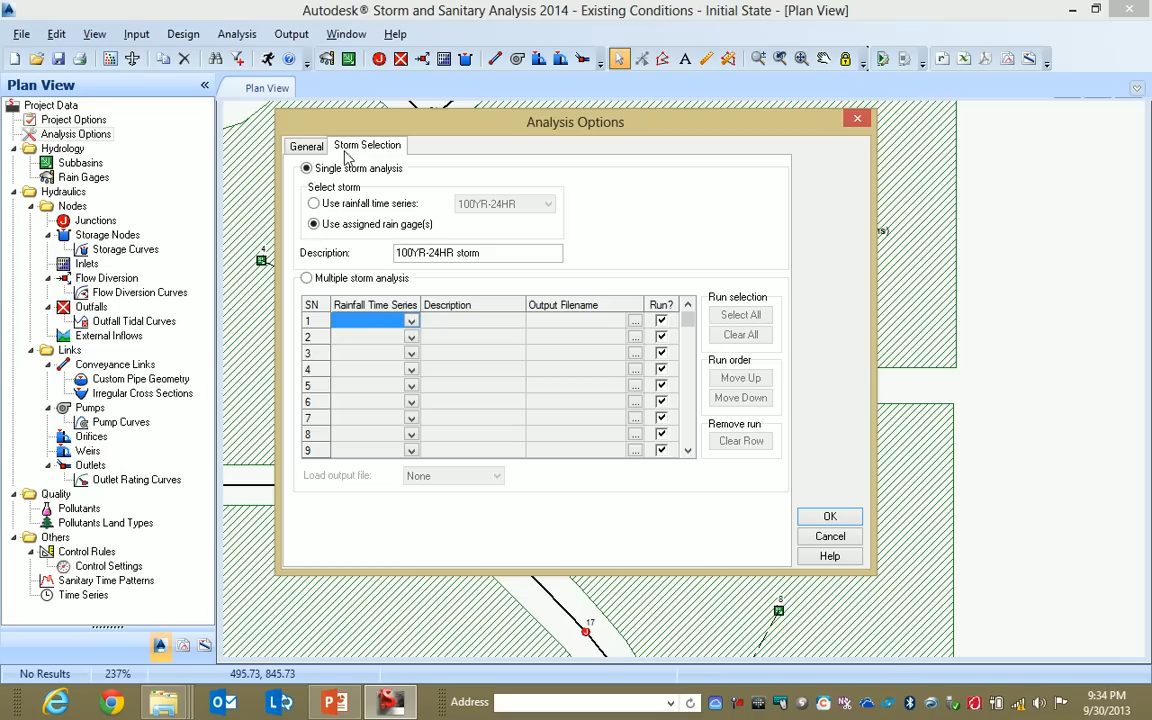 Autodesk® Storm and Sanitary Analysis 2014 - Existing Conditions - Initial State - [Plan View]
File Edit View Input Design Analysis Output Window Help
Plan View «
Plan View
Project Data
Project Options
Analysis Options
Hydrology
Subbasins
Rain Gages
Hydraulics
Nodes
Junctions
Storage Nodes
Storage Curves
Inlets
Flow Diversion
Flow Diversion Curves
Outfalls
Outfall Tidal Curves
External Inflows
Links
Conveyance Links
Custom Pipe Geometry
Irregular Cross Sections
Pumps
Pump Curves
Orifices
Weirs
Outlets
Outlet Rating Curves
Quality
Pollutants
Pollutants Land Types
Others
Control Rules
Control Settings
Sanitary Time Patterns
Time Series
Analysis Options
General Storm Selection
Single storm analysis
Select storm
Use rainfall time series: 100YR-24HR
Use assigned rain gage(s)
Description: 100YR-24HR storm
Multiple storm analysis
SN Rainfall Time Series Description Output Filename Run?
1 ...
2 ...
3 ...
4 ...
5 ...
6 ...
7 ...
8 ...
9 ...
Load output file: None
Run selection
Select All
Clear All
Run order
Move Up
Move Down
Remove run
Clear Row
OK
Cancel
Help
4
8
17
No Results 237% 495.73, 845.73
Address
9:34 PM
9/30/2013